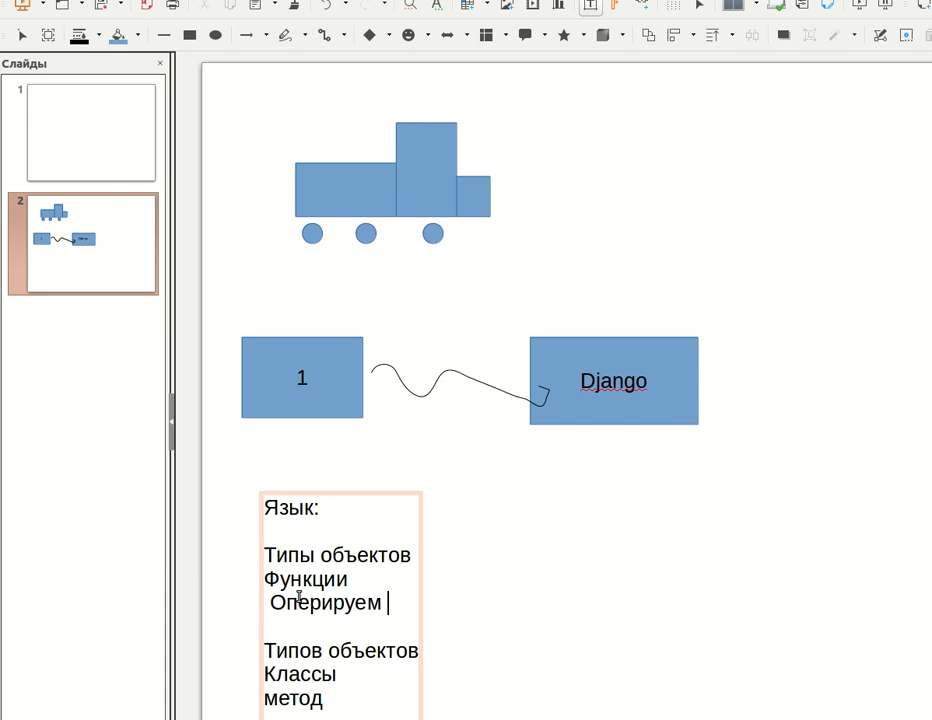 Слайды
1
2
1
Django
Язык:
Типы объектов
Функции
Оперируем
Типов объектов
Классы
метод